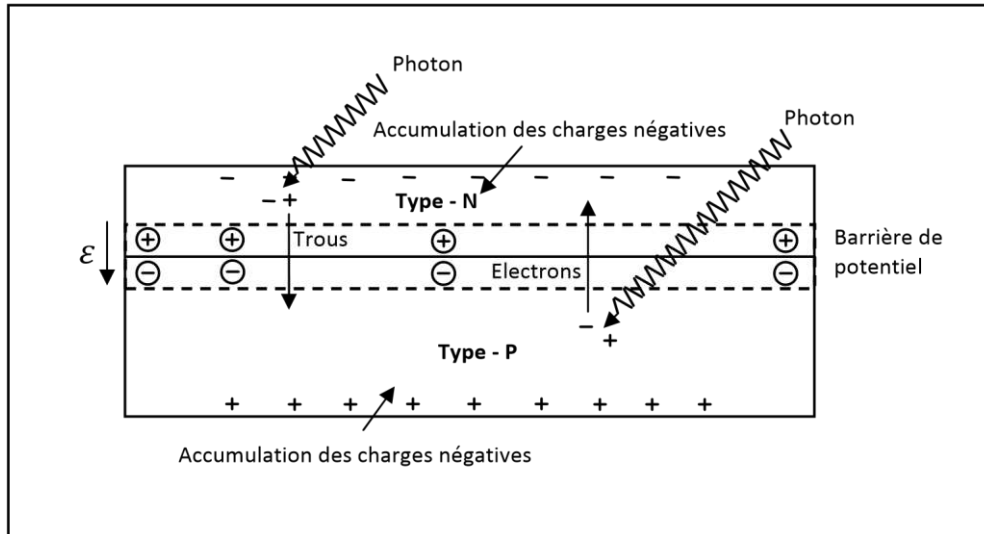 Photon
Photon
Accumulation des charges négatives
Type - N
Trous
ε
Electrons
Barrière de
potentiel
Type - P
Accumulation des charges négatives